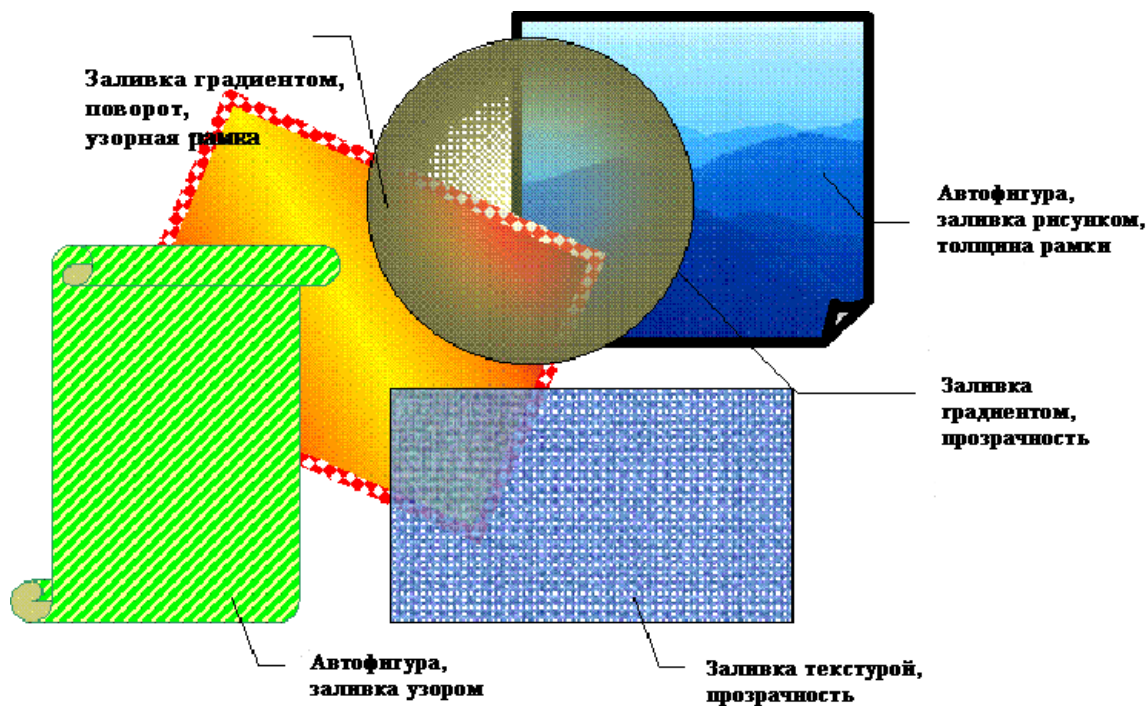 Заливка градиентом,
поворот,
узорная рамка
Автофигура,
заливка рисунком,
толщина рамки
Заливка
градиентом,
прозрачность
Автофигура,
заливка узором
Заливка текстурой,
прозрачность